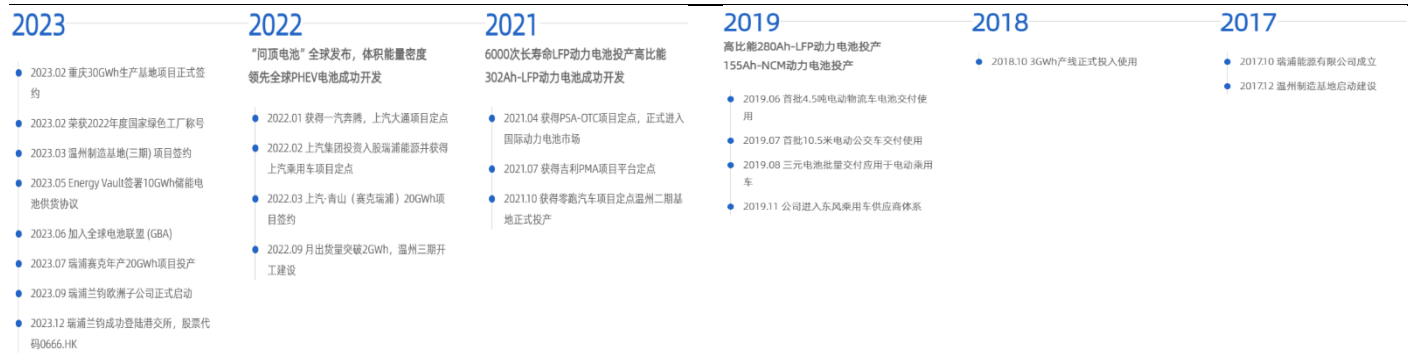 2023
2023.02 重庆30GWh生产基地项目正式签
约
2023.02 荣获2022年度国家绿色工厂称号
2023.03 温州制造基地(三期) 项目签约
2023.05 Energy Vault签署10GWh储能电
池供货协议
2023.06 加入全球电池联盟 (GBA)
2023.07 瑞浦赛克年产20GWh项目投产
2023.09 瑞浦兰钧欧洲子公司正式启动
2023.12 瑞浦兰钧成功登陆港交所，股票代
码0666.HK
2022
“问顶电池”全球发布，体积能量密度
领先全球PHEV电池成功开发
2022.01 获得一汽奔腾，上汽大通项目定点
2022.02 上汽集团投资入股瑞浦能源并获得
上汽乘用车项目定点
2022.03 上汽·青山（赛克瑞浦）20GWh项
目签约
2022.09 月出货量突破2GWh，温州三期开
工建设
2021
6000次长寿命LFP动力电池投产高比能
302Ah-LFP动力电池成功开发
2021.04 获得PSA-OTC项目定点，正式进入
国际动力电池市场
2021.07 获得吉利PMA项目平台定点
2021.10 获得零跑汽车项目定点温州二期基
地正式投产
2019
高比能280Ah-LFP动力电池投产
155Ah-NCM动力电池投产
2019.06 首批4.5吨电动物流车电池交付使
用
2019.07 首批10.5米电动公交车交付使用
2019.08 三元电池批量交付应用于电动乘用
车
2019.11 公司进入东风乘用车供应商体系
2018
2018.10 3GWh产线正式投入使用
2017
2017.10 瑞浦能源有限公司成立
2017.12 温州制造基地启动建设